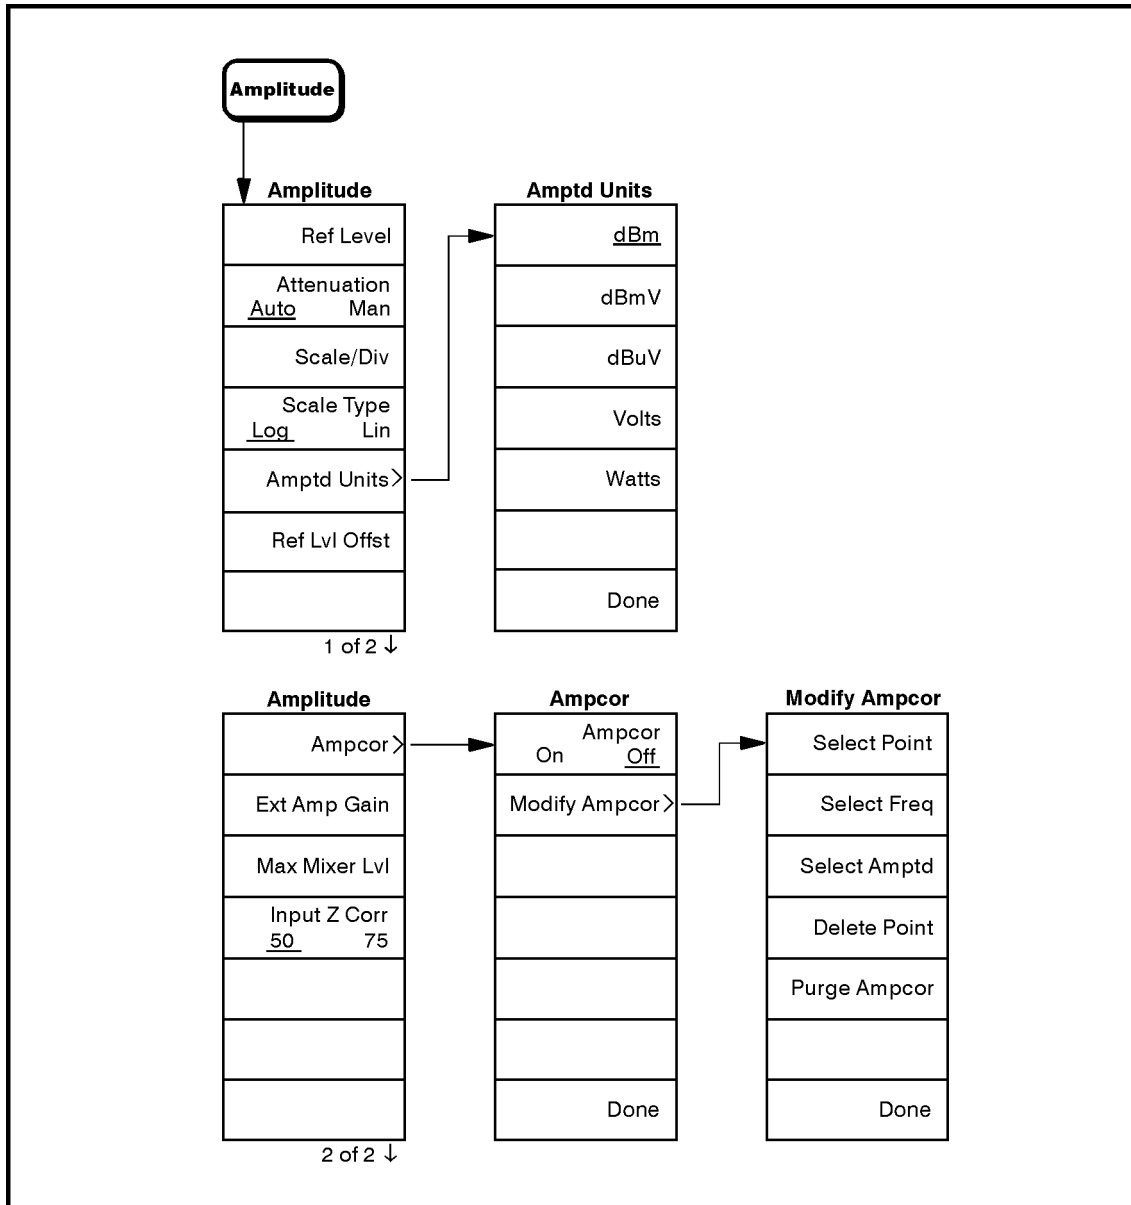 Amplitude
Amplitude
Ref Level
Attenuation
Auto Man
Scale/Div
Scale Type
Log Lin
Amptd Units>
Ref Lvl Offst
1 of 2 ↓
Amptd Units
dBm
dBmV
dBuV
Volts
Watts
Done
Amplitude
Ampcor>
Ext Amp Gain
Max Mixer Lvl
Input Z Corr
50 75
2 of 2 ↓
Ampcor
Ampcor
On Off
Modify Ampcor>
Done
Modify Ampcor
Select Point
Select Freq
Select Amptd
Delete Point
Purge Ampcor
Done